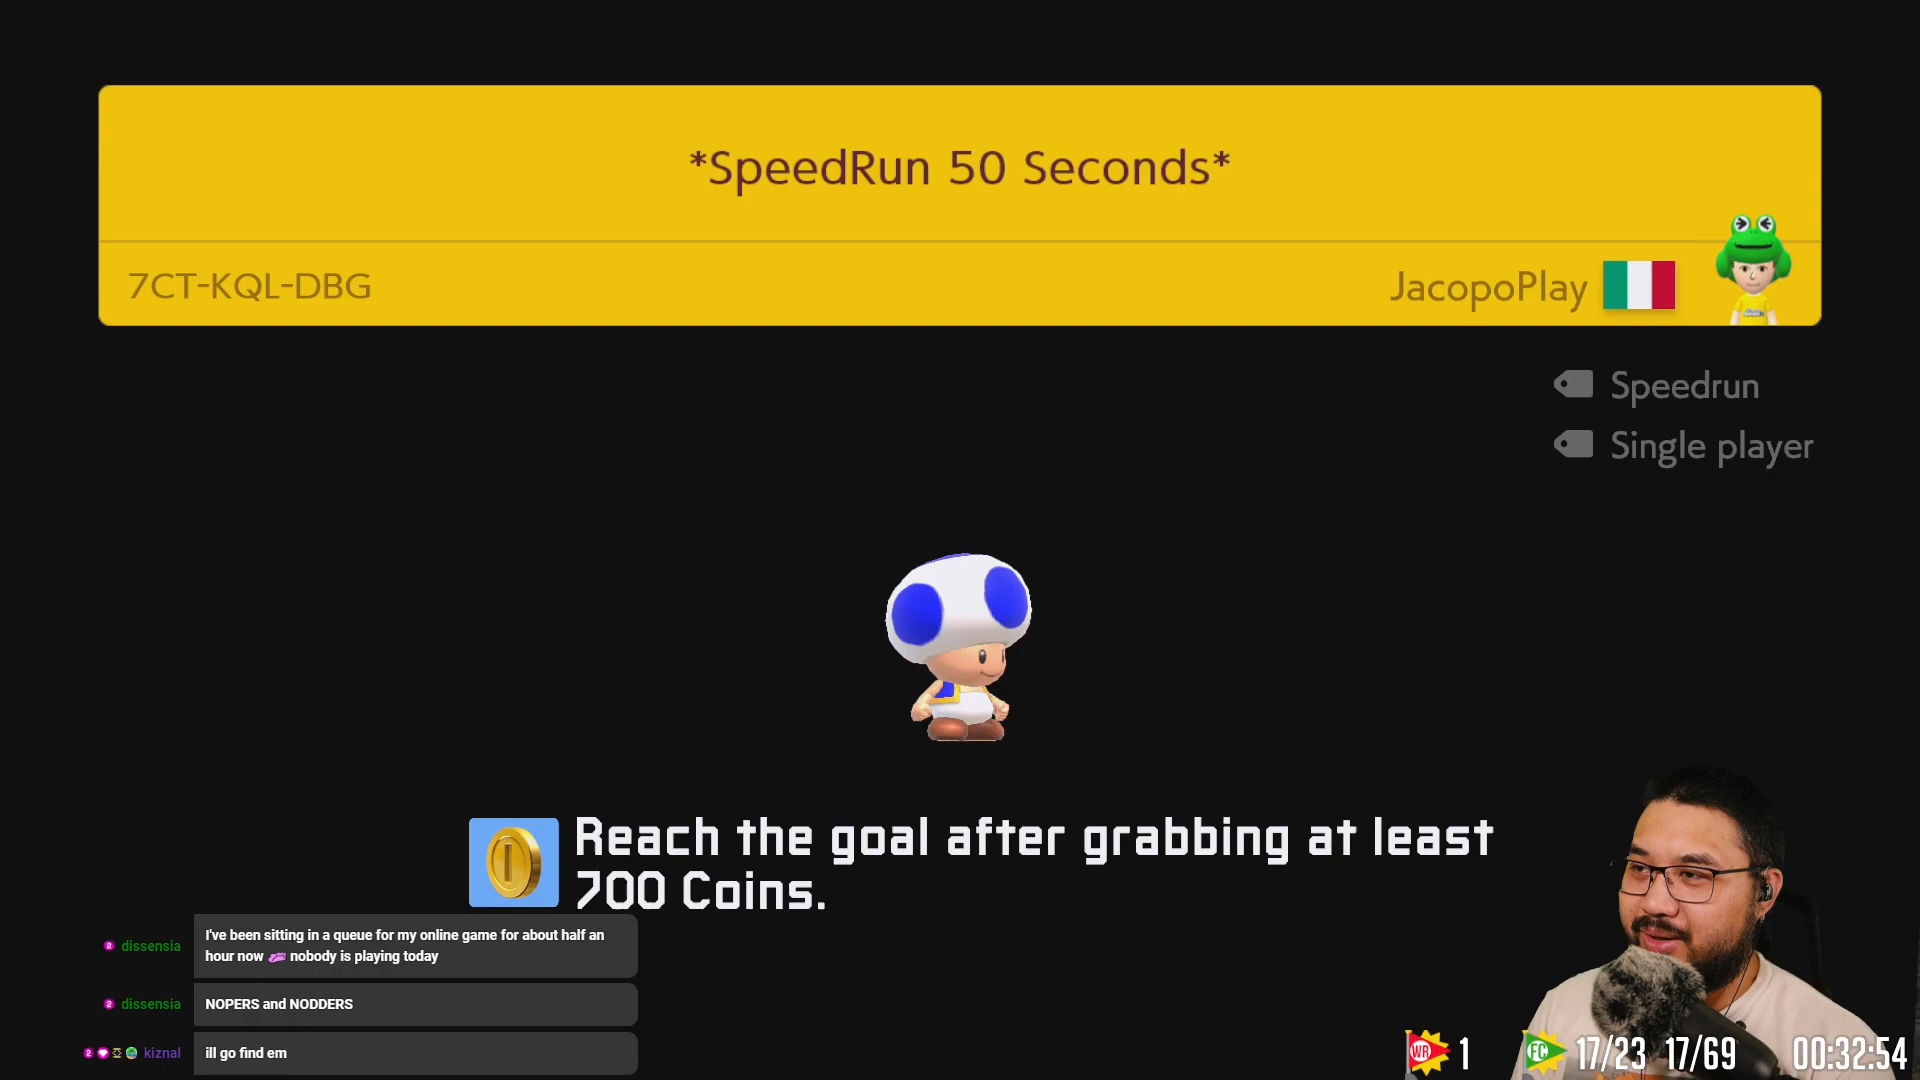 *SpeedRun 50 Seconds*
7CT-KQL-DBG
JacopoPlay
Speedrun
Single player
Reach the goal after grabbing at least
700 Coins.
dissensia
I've been sitting in a queue for my online game for about half an
hour now nobody is playing today
dissensia
NOPERS and NODDERS
kiznal
ill go find em
WR 1
FC 17/23 17/69 00:32:54